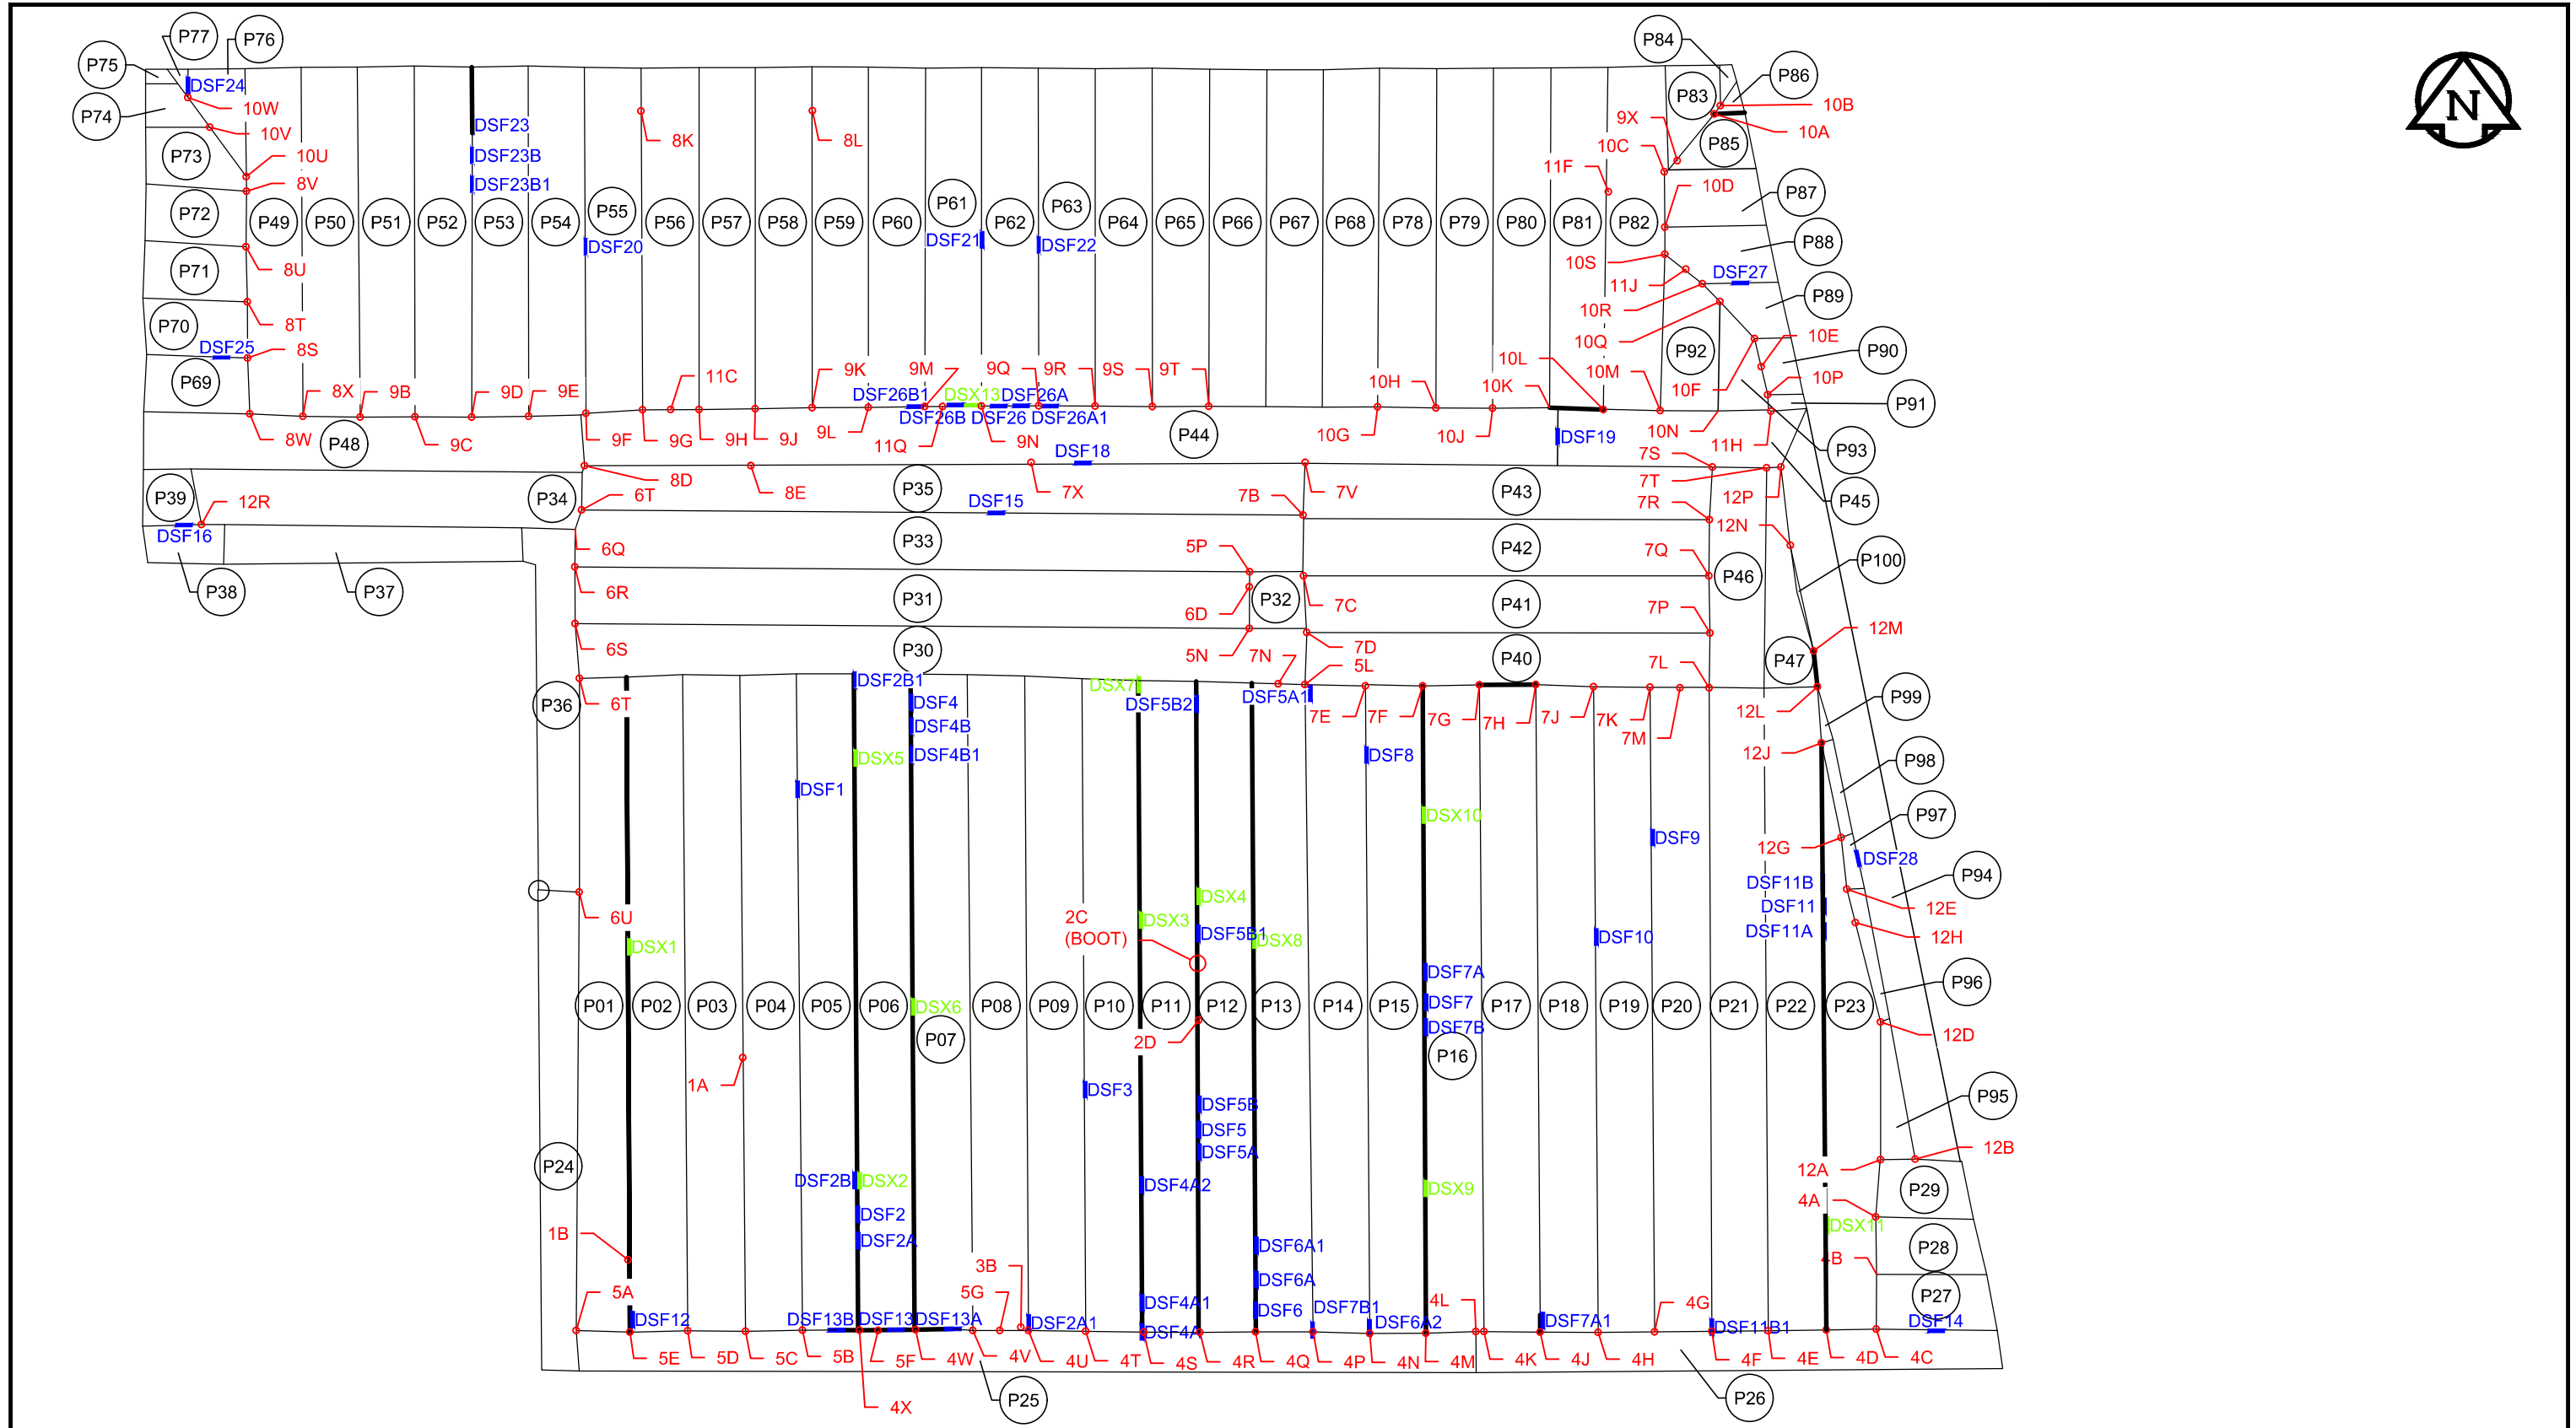 P77
P76
P84
N
P75
P86
DSF24
P83
10W
10B
P74
9X
10A
DSF23
10V
8K
8L
10C
P85
P73
10U
DSF23B
11F
8V
DSF23B1
10D
P87
P72
P49
P50
P51
P52
P53
P54
P55
P56
P57
P58
P59
P60
P61
P62
P63
P64
P65
P66
P67
P68
P78
P79
P80
P81
P82
DSF20
DSF21
DSF22
P88
10S
P71
8U
DSF27
11J
P89
10R
P70
8T
10Q
P92
10E
P90
DSF25
8S
10L
P69
11C
9K
9M
9Q
9R
9S
9T
10M
10F
10P
8X
9B
9D
9E
DSF26B1
DSX13
DSF26A
10H
10K
P91
DSF26B
DSF26
DSF26A1
8W
P48
9C
9F
9G
9H
9J
9L
11Q
9N
P44
10G
10J
DSF19
10N
11H
P93
DSF18
7S
8D
8E
7X
7V
7T
P39
P34
6T
P35
DSF15
7B
P43
7R
12P
P45
12R
DSF16
12N
6Q
P33
5P
P42
7Q
P46
P100
P38
P37
6R
P31
6D
P32
7C
P41
7P
6S
P30
5N
7N
7D
5L
P40
7L
P47
12M
DSF2B1
DSX7
P36
6T
DSF4
DSF5B2
DSF5A1
P99
DSF4B
7E
7F
7G
7H
7J
7K
7M
12L
DSX5
DSF4B1
DSF8
12J
P98
DSF1
DSX10
P97
DSF9
12G
DSF28
DSX4
DSF11B
P94
6U
2C
(BOOT)
DSX3
DSF11
12E
DSX1
DSF5B1
DSX8
DSF10
DSF11A
12H
DSF7A
P96
P01
P02
P03
P04
P05
P06
DSX6
P08
P09
P10
P11
P12
P13
P14
P15
DSF7
P17
P18
P19
P20
P21
P22
P23
P07
2D
DSF7B
P16
12D
1A
DSF3
DSF5B
P95
DSF5
DSF5A
12B
P24
DSF2B
DSX2
DSF4A2
DSX9
12A
P29
4A
DSF2
DSX11
1B
DSF2A
DSF6A1
P28
3B
4B
5A
5G
DSF6A
P27
DSF4A1
DSF6
DSF7B1
4L
4G
DSF12
DSF13B
DSF13
DSF13A
DSF2A1
DSF4A
DSF6A2
DSF7A1
DSF11B1
DSF14
5E
5D
5C
5B
5F
4W
4V
4U
4T
4S
4R
4Q
4P
4N
4M
4K
4J
4H
4F
4E
4D
4C
4X
P25
P26